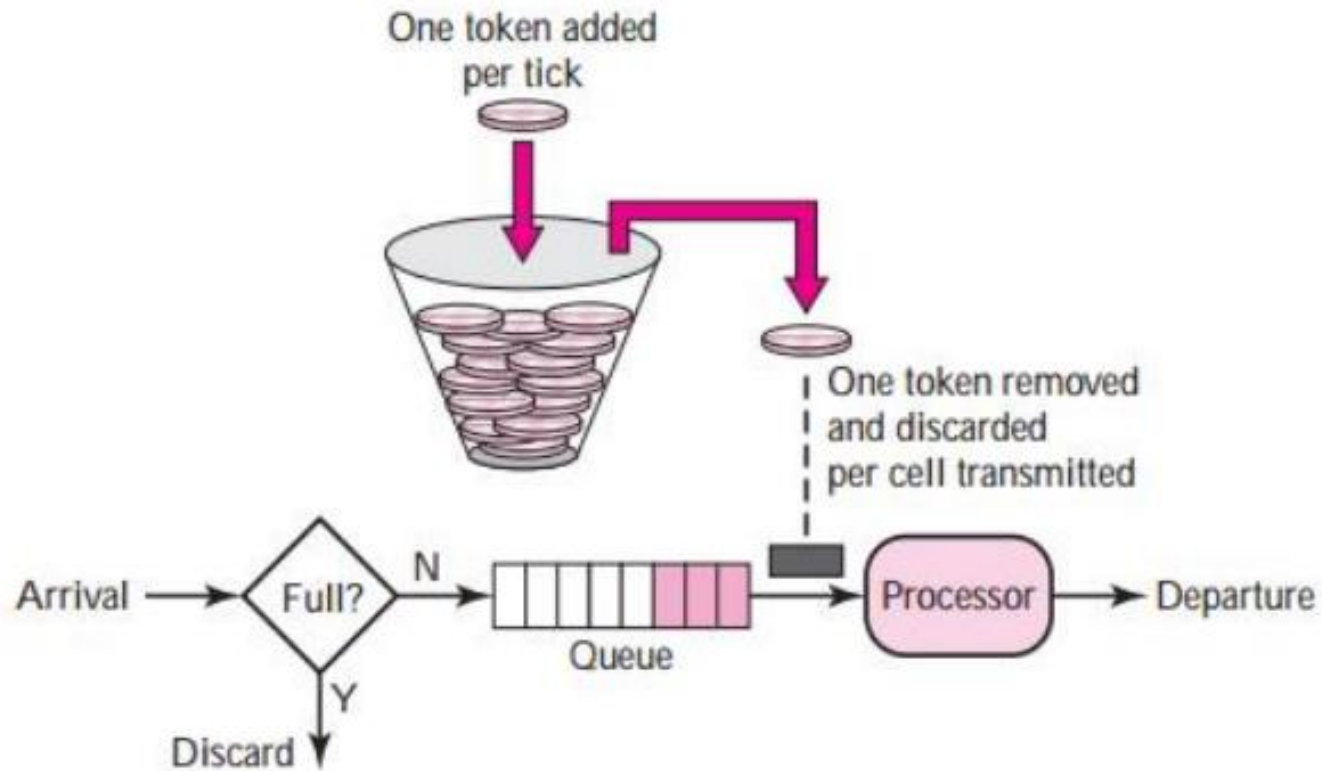 One token added
per tick
One token removed
and discarded
per cell transmitted
Arrival
Full?
N
Queue
Processor
Departure
Y
Discard